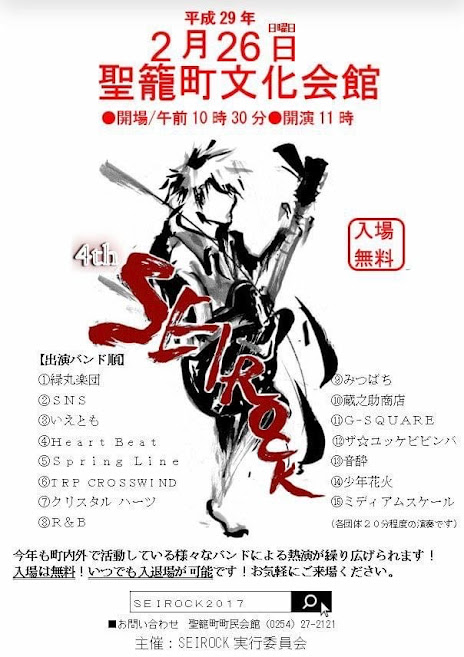 平成29年
2月26日
日曜日
聖籠町文化会館
●開場/午前10時30分●開演11時
入場
無料
4th
SEIROCK
【出演バンド順】
①緑丸楽団
②ＳＮＳ
③いえとも
④Ｈｅａｒｔ Ｂｅａｔ
⑤Ｓｐｒｉｎｇ Ｌｉｎｅ
⑥ＴＲＰ ＣＲＯＳＳＷＩＮＤ
⑦クリスタル ハーツ
⑧Ｒ＆Ｂ
⑨みつばち
⑩蔵之助商店
⑪Ｇ-ＳＱＵＡＲＥ
⑫ザ☆ユッケビビンバ
⑬音辞
⑭少年花火
⑮ミディアムスケール
（各団体２０分程度の演奏です）
今年も町内外で活動している様々なバンドによる熱演が繰り広げられます！
入場は無料！いつでも入退場が可能です！お気軽にご来場ください。
ＳＥＩＲＯＣＫ２０１７
■お問い合わせ 聖籠町町民会館（0254）27-2121
主催：SEIROCK 実行委員会